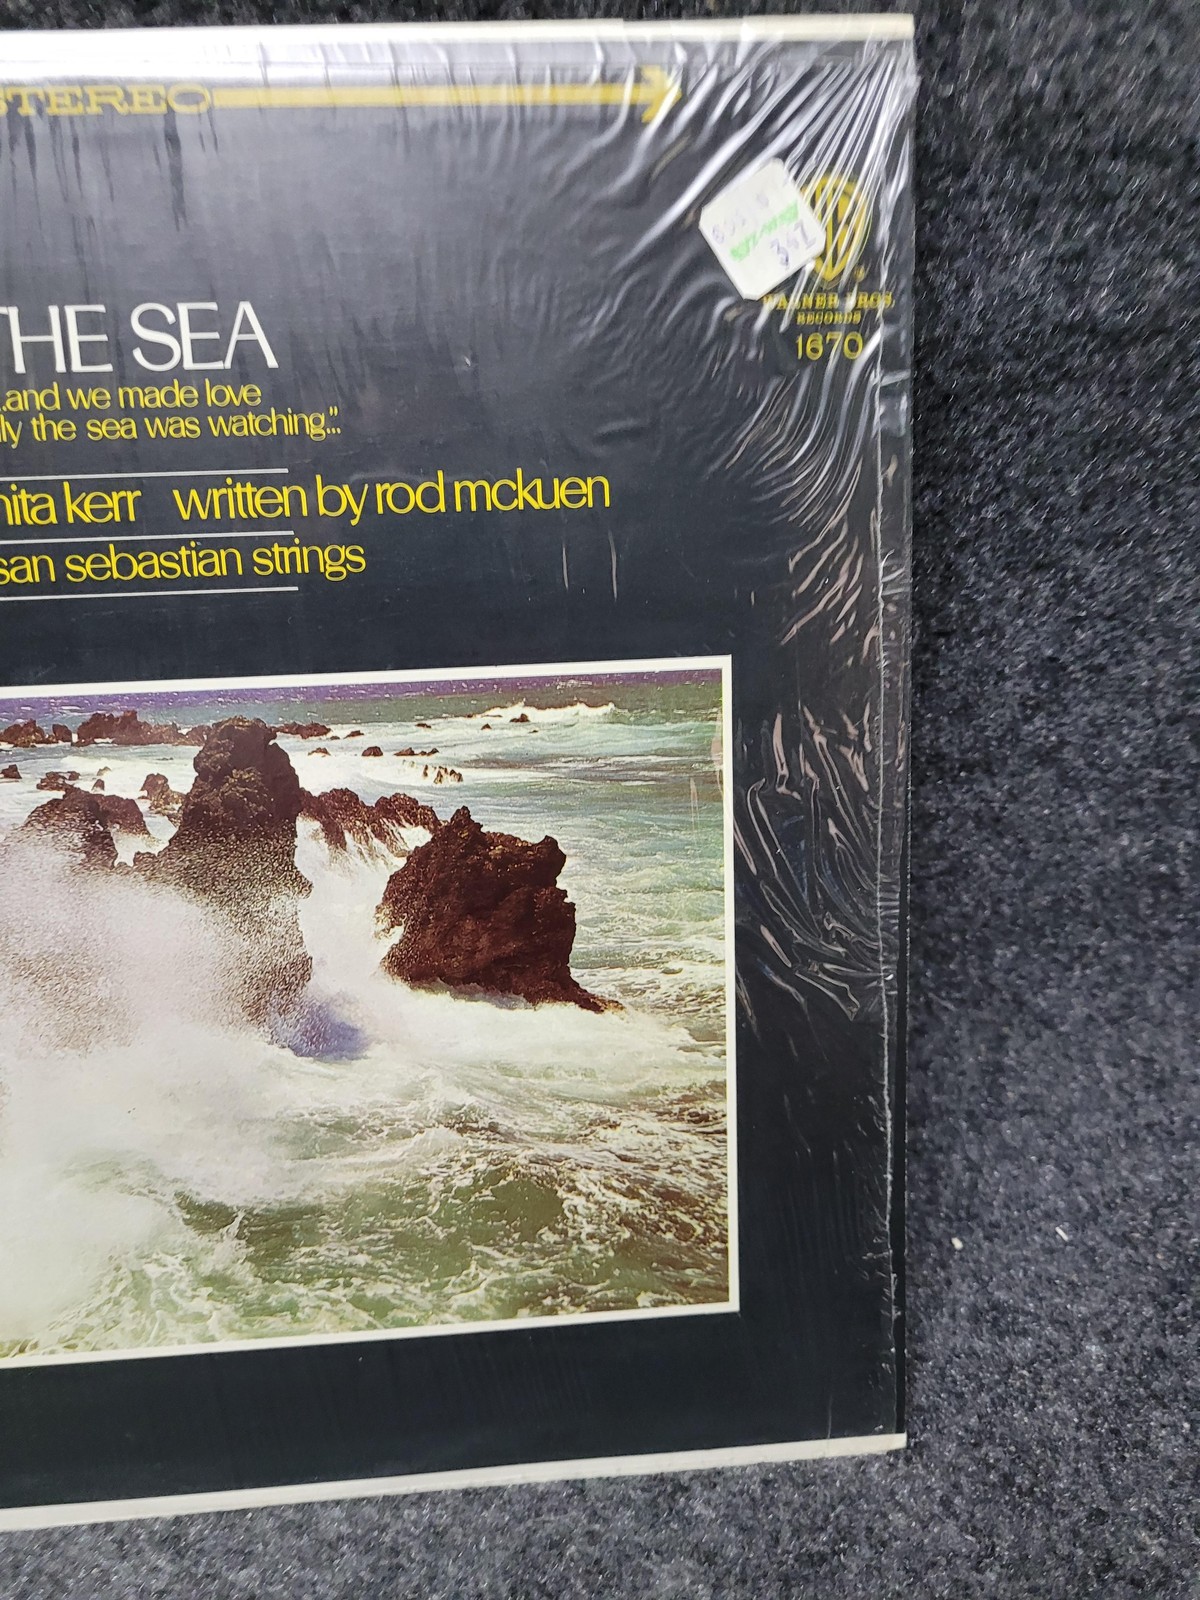 STEREO
WARNER BROS.
RECORDS
1670
THE SEA
...and we made love
ly the sea was watching..."
nita kerr written by rod mckuen
san sebastian strings